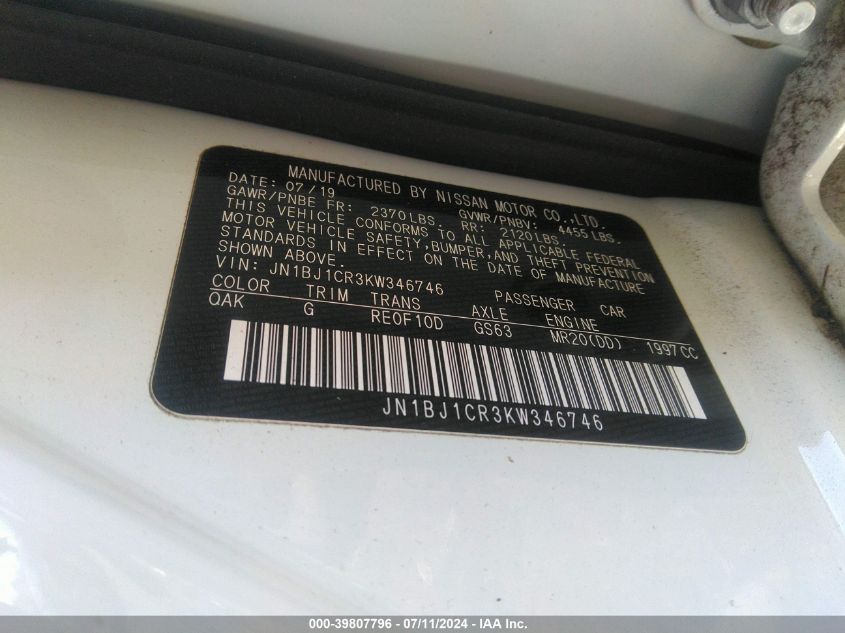 MANUFACTURED BY NISSAN MOTOR CO.,LTD.
DATE: 07/19 GVWR/PNBV: 4455 LBS.
GAWR/PNBE FR: 2370LBS. RR: 2120LBS.
THIS VEHICLE CONFORMS TO ALL APPLICABLE FEDERAL
MOTOR VEHICLE SAFETY,BUMPER,AND THEFT PREVENTION
STANDARDS IN EFFECT ON THE DATE OF MANUFACTURE
SHOWN ABOVE.
VIN: JN1BJ1CR3KW346746 PASSENGER CAR
COLOR TRIM TRANS AXLE ENGINE
QAK G RE0F10D GS63 MR20(DD) 1997CC
JN1BJ1CR3KW346746
000-39807796 - 07/11/2024 - IAA Inc.